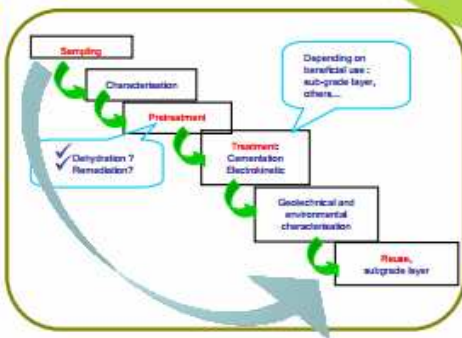 Sampling
Characterisation
Pretreatment
Dehydration ?
Remediation?
Depending on
beneficial use :
sub-grade layer,
others...
Treatment:
Cementation
Electrokinetic
Geotechnical and
environmental
characterisation
Reuse,
subgrade layer